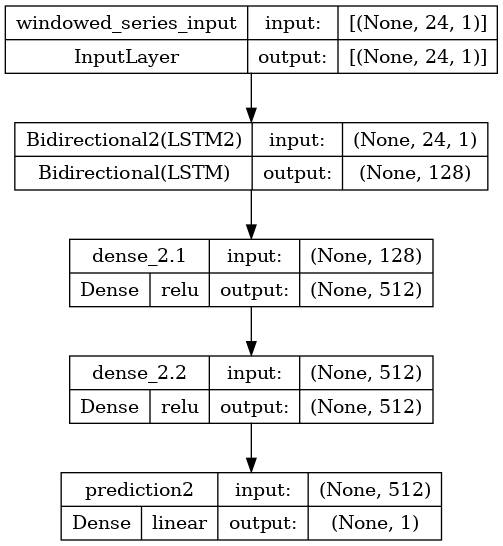 windowed_series_input input: [(None, 24, 1)]
InputLayer output: [(None, 24, 1)]
Bidirectional2(LSTM2) input: (None, 24, 1)
Bidirectional(LSTM) output: (None, 128)
dense_2.1 input: (None, 128)
Dense relu output: (None, 512)
dense_2.2 input: (None, 512)
Dense relu output: (None, 512)
prediction2 input: (None, 512)
Dense linear output: (None, 1)